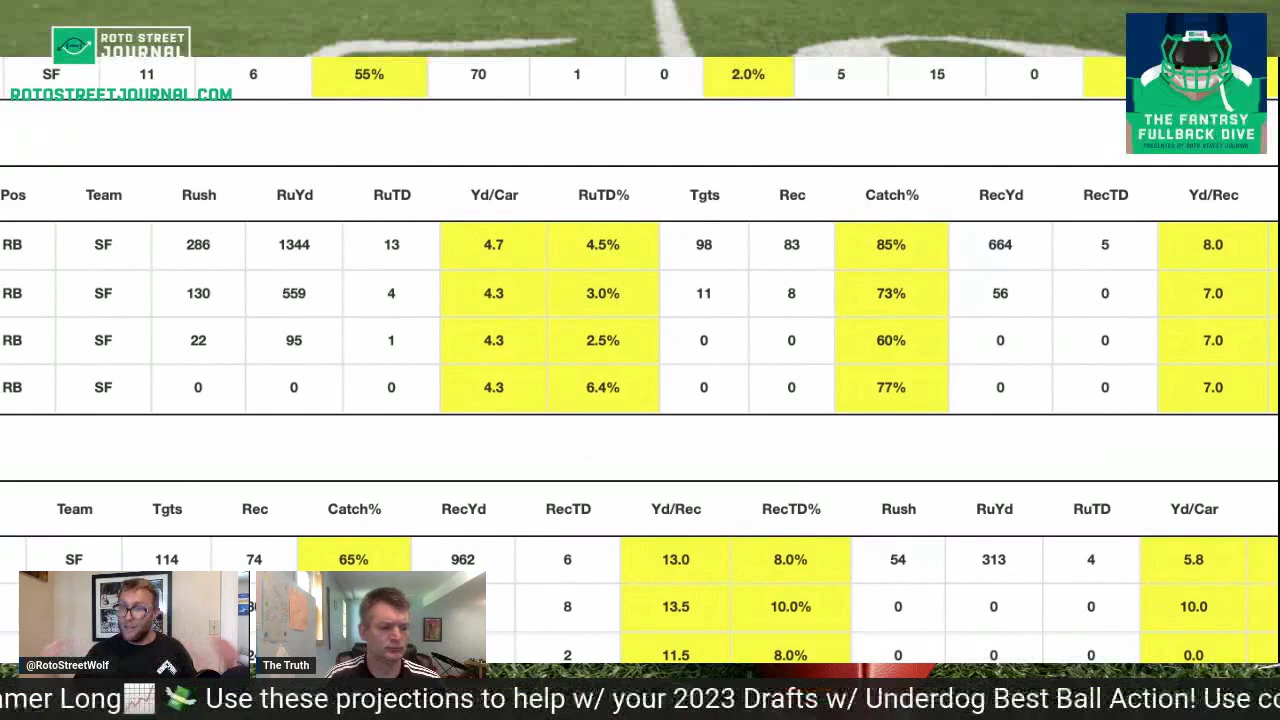 ROTO STREET
JOURNAL
SF 11 6 55% 70 1 0 2.0% 5 15 0
ROTOSTREETJOURNAL.COM
THE FANTASY
FULLBACK DIVE
PRESENTED BY ROTO STREET JOURNAL
Pos Team Rush RuYd RuTD Yd/Car RuTD% Tgts Rec Catch% RecYd RecTD Yd/Rec
RB SF 286 1344 13 4.7 4.5% 98 83 85% 664 5 8.0
RB SF 130 559 4 4.3 3.0% 11 8 73% 56 0 7.0
RB SF 22 95 1 4.3 2.5% 0 0 60% 0 0 7.0
RB SF 0 0 0 4.3 6.4% 0 0 77% 0 0 7.0
Team Tgts Rec Catch% RecYd RecTD Yd/Rec RecTD% Rush RuYd RuTD Yd/Car
SF 114 74 65% 962 6 13.0 8.0% 54 313 4 5.8
8 13.5 10.0% 0 0 0 10.0
2 11.5 8.0% 0 0 0 0.0
@RotoStreetWolf
The Truth
mer Long📈 💸 Use these projections to help w/ your 2023 Drafts w/ Underdog Best Ball Action! Use